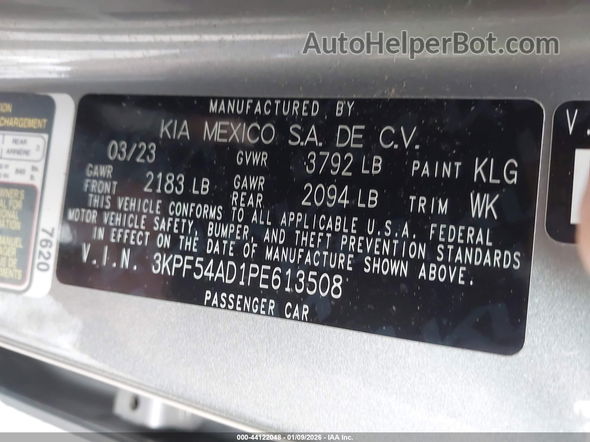 AutoHelperBot.com
MANUFACTURED BY
KIA MEXICO S.A. DE C.V.
03/23 GVWR 3792 LB PAINT KLG
GAWR FRONT 2183 LB GAWR REAR 2094 LB TRIM WK
THIS VEHICLE CONFORMS TO ALL APPLICABLE U.S.A. FEDERAL
MOTOR VEHICLE SAFETY, BUMPER, AND THEFT PREVENTION STANDARDS
IN EFFECT ON THE DATE OF MANUFACTURE SHOWN ABOVE.
V.I.N. 3KPF54AD1PE613508
PASSENGER CAR
7620
CHARGEMENT
REAR
ARRIÈRE
V.
000-44122048 - 01/09/2026 - IAA Inc.